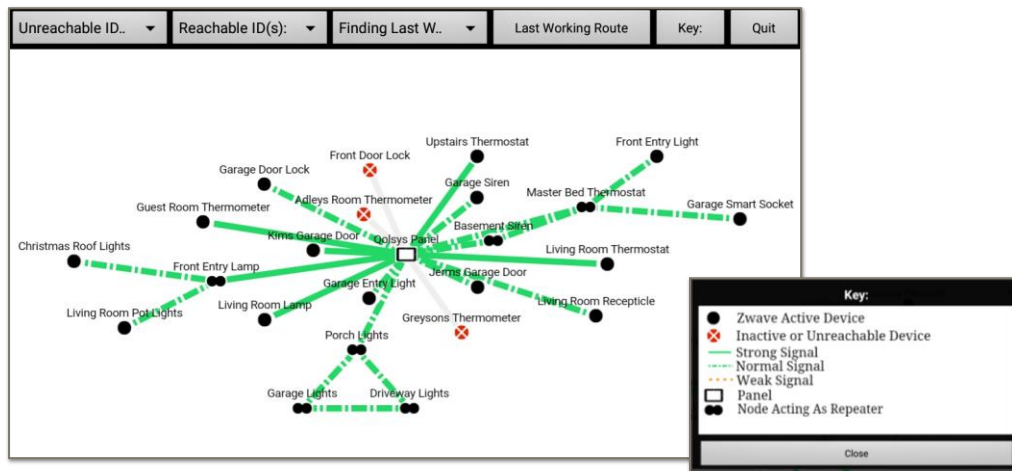 Unreachable ID..
Reachable ID(s):
Finding Last W..
Last Working Route
Key:
Quit
Upstairs Thermostat
Front Entry Light
Front Door Lock
Garage Door Lock
Garage Siren
Master Bed Thermostat
Adleys Room Thermometer
Guest Room Thermometer
Garage Smart Socket
Basement Siren
Kims Garage Door
Qolsys Panel
Christmas Roof Lights
Living Room Thermostat
Front Entry Lamp
Jerms Garage Door
Garage Entry Light
Living Room Pot Lights
Living Room Lamp
Living Room Recepticle
Greysons Thermometer
Porch Lights
Garage Lights
Driveway Lights
Key:
Zwave Active Device
Inactive or Unreachable Device
Strong Signal
Normal Signal
Weak Signal
Panel
Node Acting As Repeater
Close